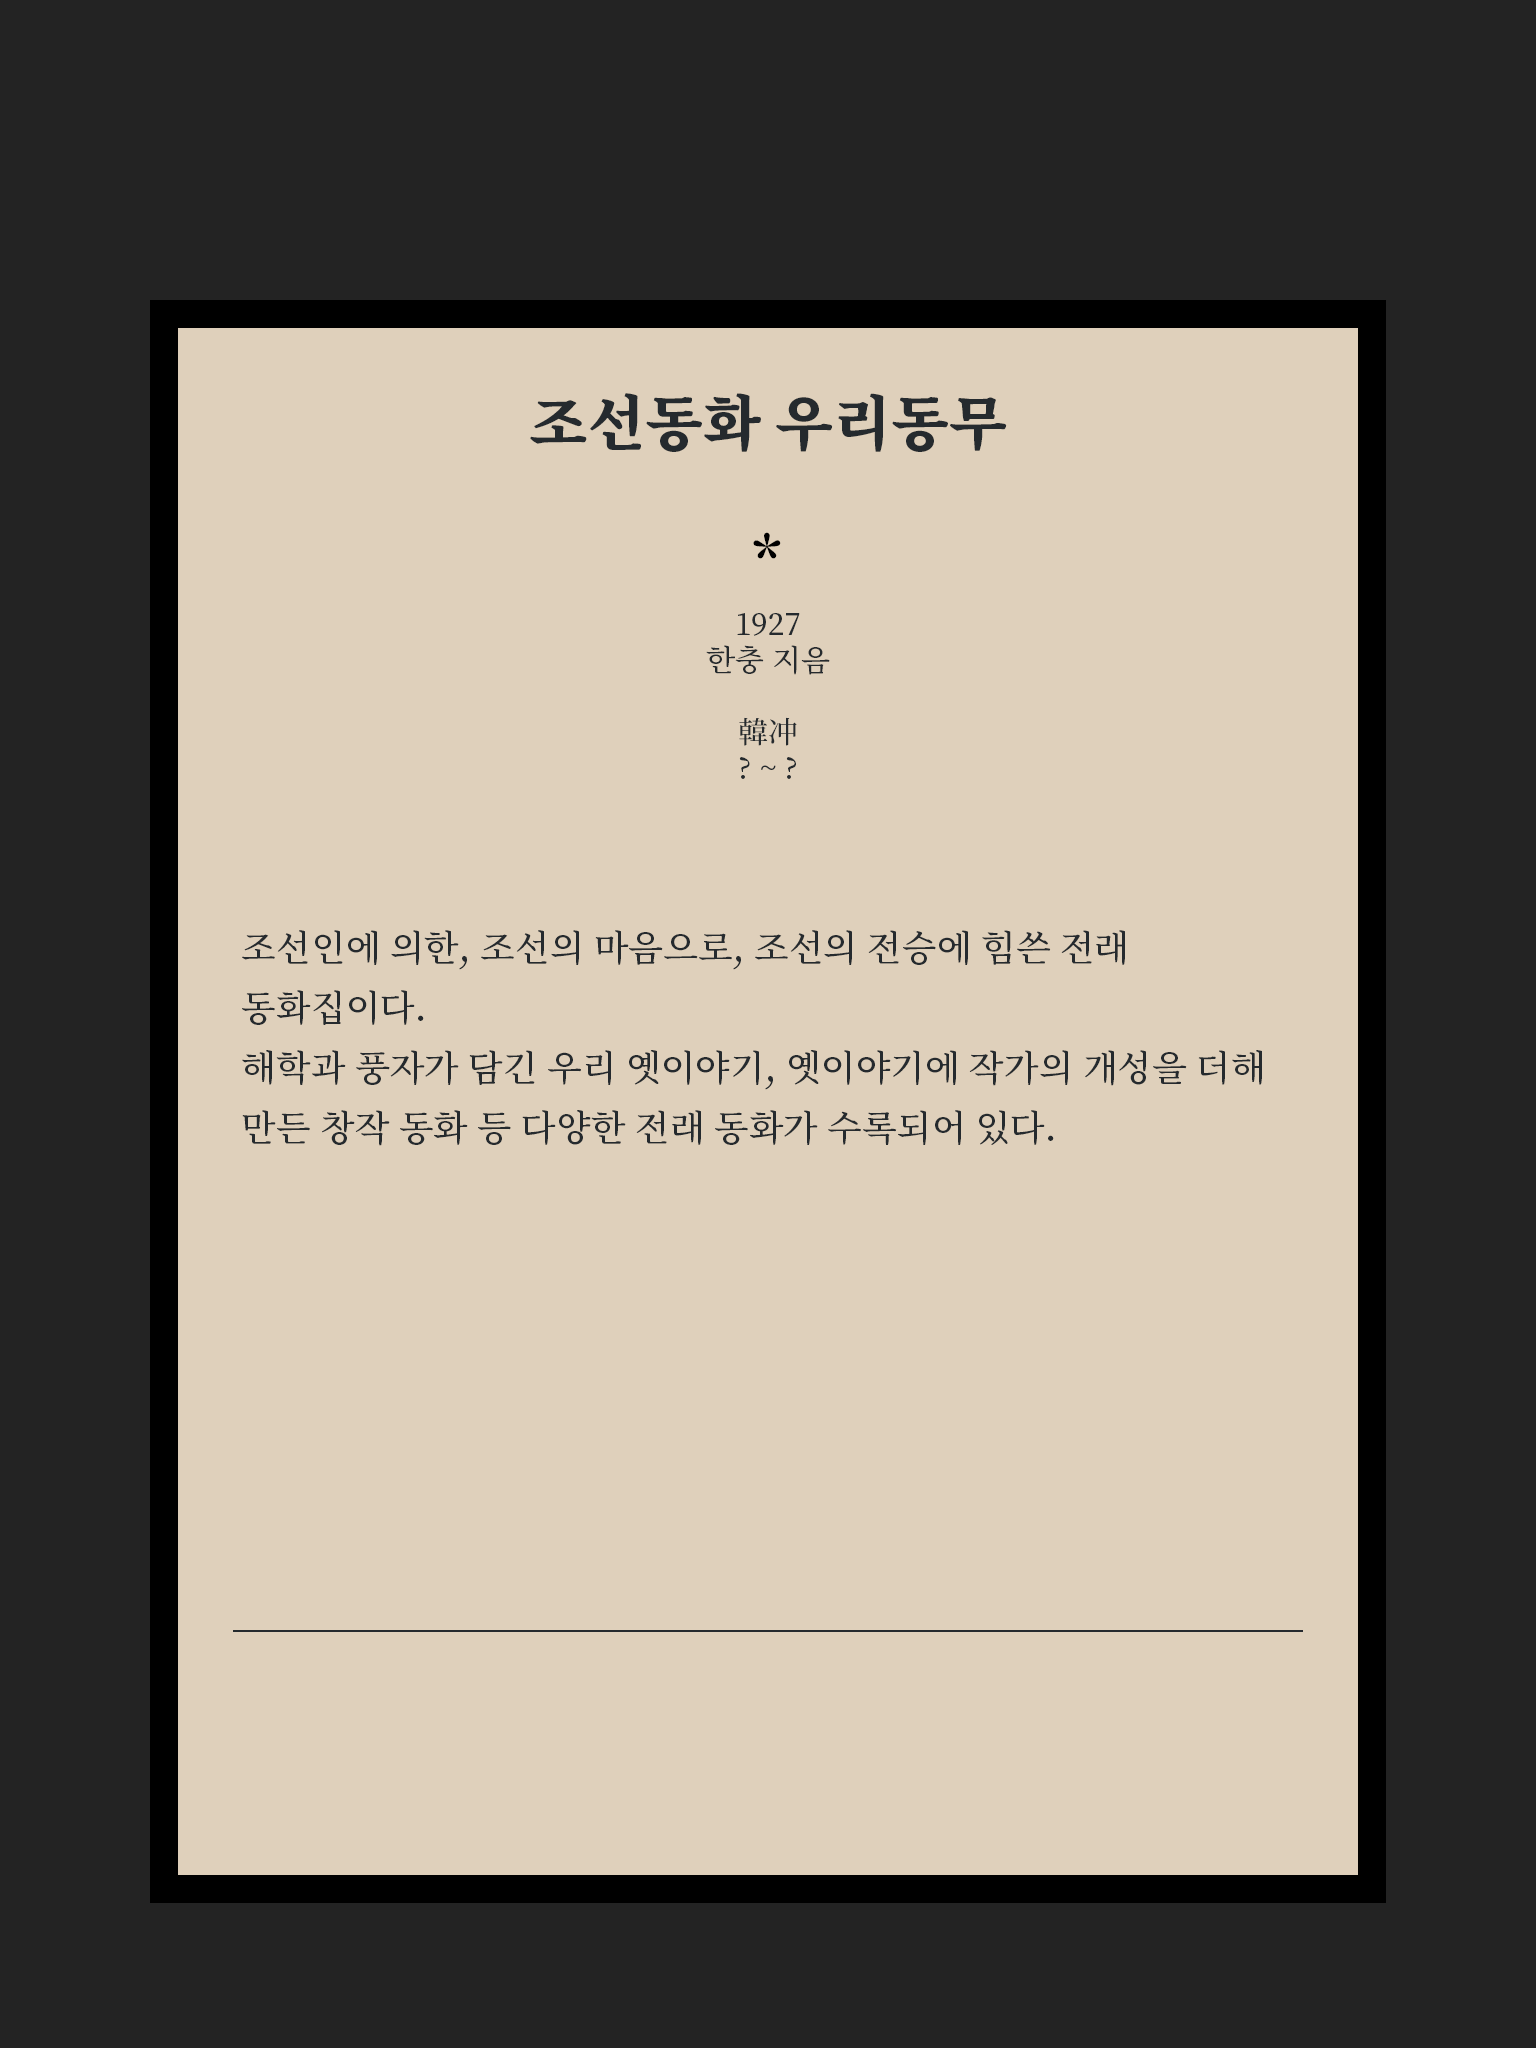 조선동화 우리동무
*
1927
한충 지음
韓冲
? ~ ?
조선인에 의한, 조선의 마음으로, 조선의 전승에 힘쓴 전래
동화집이다.
해학과 풍자가 담긴 우리 옛이야기, 옛이야기에 작가의 개성을 더해
만든 창작 동화 등 다양한 전래 동화가 수록되어 있다.